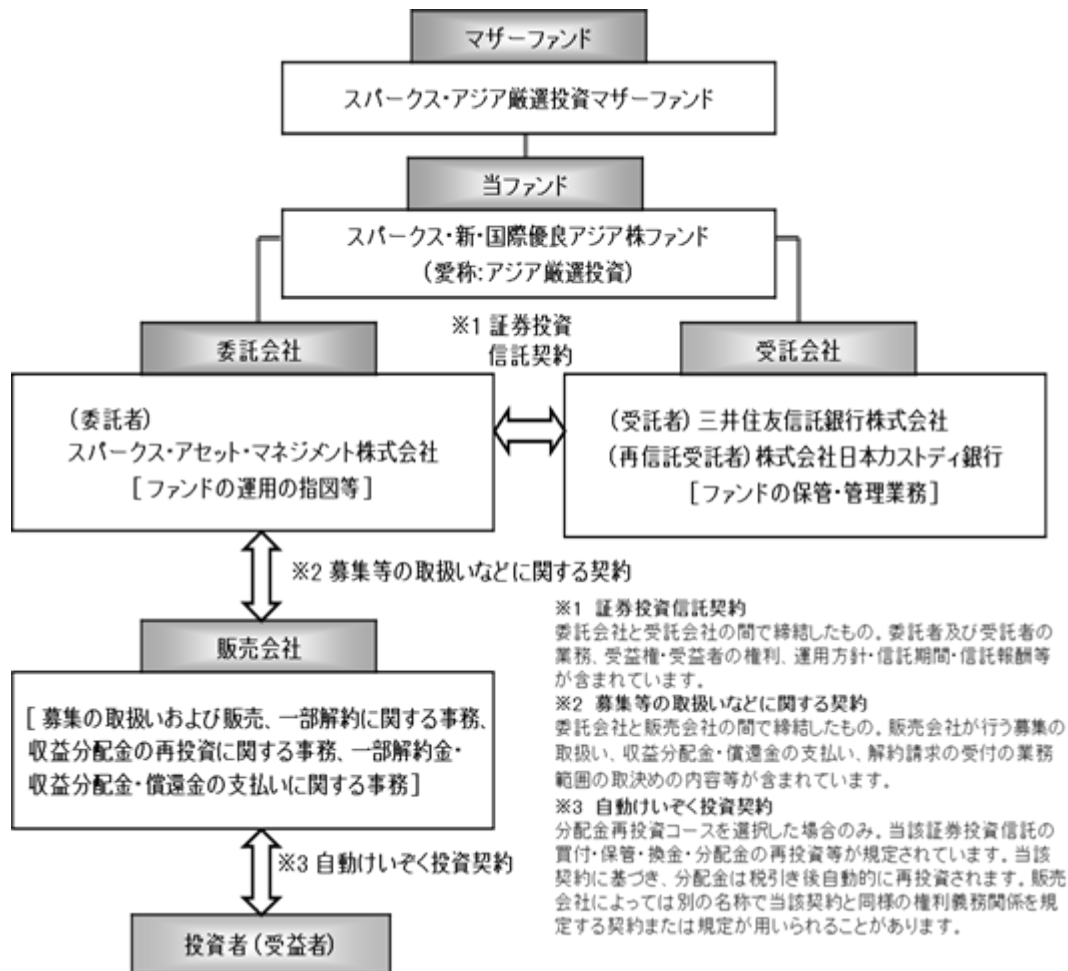 マザーファンド
スパークス・アジア厳選投資マザーファンド
当ファンド
スパークス・新・国際優良アジア株ファンド
(愛称:アジア厳選投資)
※1 証券投資
信託契約
委託会社
(委託者)
スパークス・アセット・マネジメント株式会社
[ファンドの運用の指図等]
受託会社
(受託者) 三井住友信託銀行株式会社
(再信託受託者) 株式会社日本カストディ銀行
[ファンドの保管・管理業務]
※2 募集等の取扱いなどに関する契約
販売会社
[ 募集の取扱いおよび販売、一部解約に関する事務、
収益分配金の再投資に関する事務、一部解約金・
収益分配金・償還金の支払いに関する事務]
※3 自動けいぞく投資契約
投資者(受益者)
※1 証券投資信託契約
委託会社と受託会社の間で締結したもの。委託者及び受託者の
業務、受益権・受益者の権利、運用方針・信託期間・信託報酬等
が含まれています。
※2 募集等の取扱いなどに関する契約
委託会社と販売会社の間で締結したもの。販売会社が行う募集の
取扱い、収益分配金・償還金の支払い、解約請求の受付の業務
範囲の取決めの内容等が含まれています。
※3 自動けいぞく投資契約
分配金再投資コースを選択した場合のみ。当該証券投資信託の
買付・保管・換金・分配金の再投資等が規定されています。当該
契約に基づき、分配金は税引き後自動的に再投資されます。販売
会社によっては別の名称で当該契約と同様の権利義務関係を規
定する契約または規定が用いられることがあります。